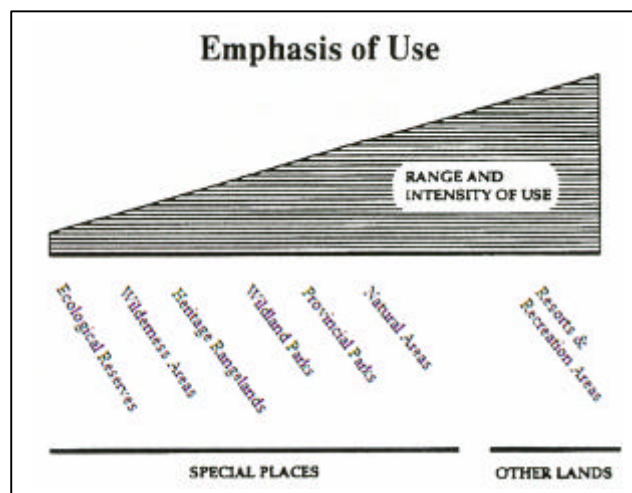 Emphasis of Use
RANGE AND
INTENSITY OF USE
Ecological Reserves
Wilderness Areas
Heritage Rangelands
Wildland Parks
Provincial Parks
Natural Areas
Resorts &
Recreation Areas
SPECIAL PLACES
OTHER LANDS